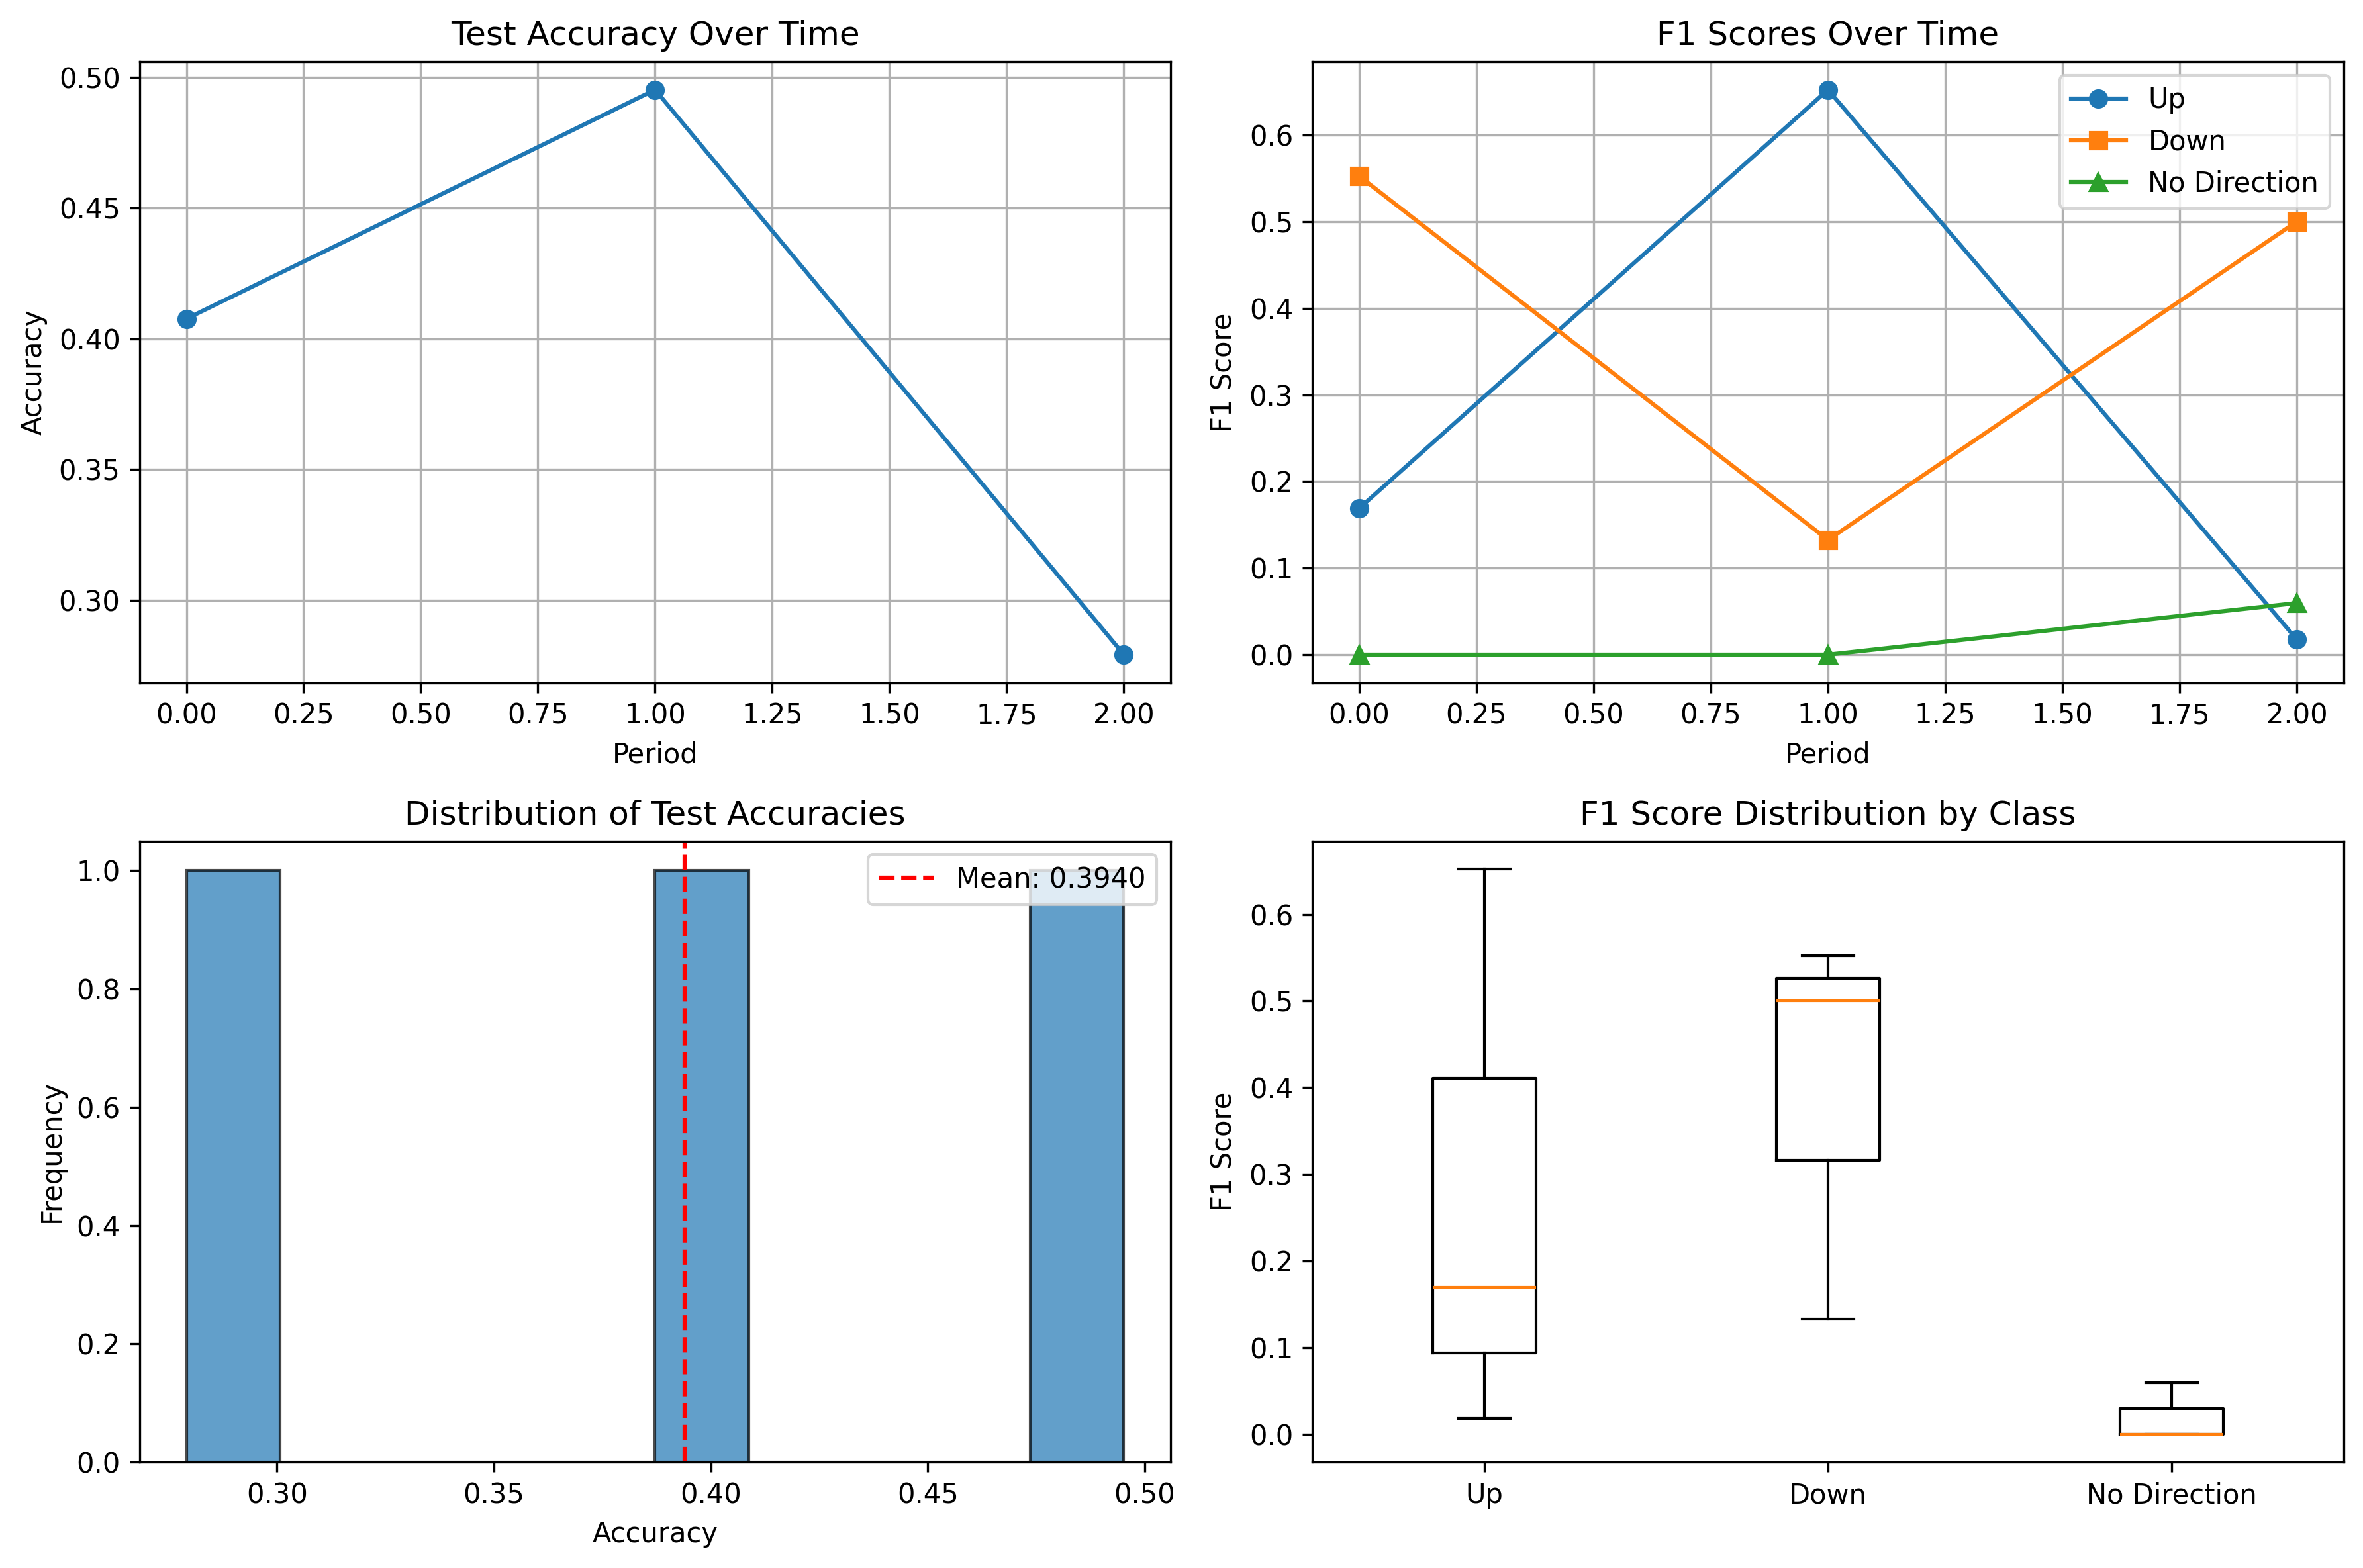 Test Accuracy Over Time
0.50
0.45
0.40
0.35
0.30
Accuracy
0.00 0.25 0.50 0.75 1.00 1.25 1.50 1.75 2.00
Period
F1 Scores Over Time
0.6
0.5
0.4
0.3
0.2
0.1
0.0
F1 Score
Up
Down
No Direction
0.00 0.25 0.50 0.75 1.00 1.25 1.50 1.75 2.00
Period
Distribution of Test Accuracies
1.0
0.8
0.6
0.4
0.2
0.0
Frequency
Mean: 0.3940
0.30 0.35 0.40 0.45 0.50
Accuracy
F1 Score Distribution by Class
0.6
0.5
0.4
0.3
0.2
0.1
0.0
F1 Score
Up Down No Direction